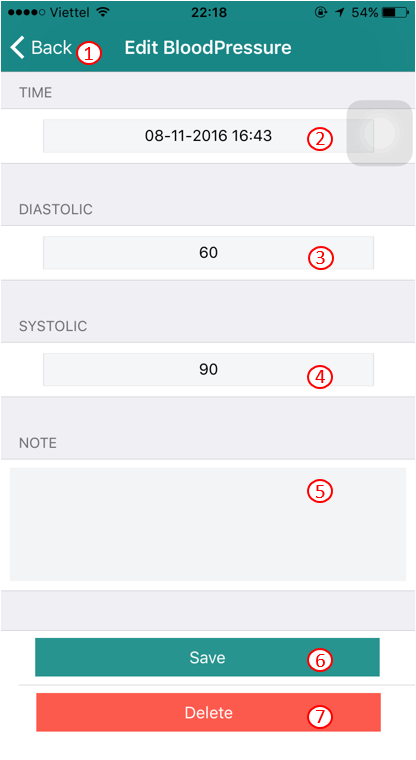 Viettel 22:18 54%
Back ① Edit BloodPressure
TIME
08-11-2016 16:43 ②
DIASTOLIC
60 ③
SYSTOLIC
90 ④
NOTE
⑤
Save ⑥
Delete ⑦